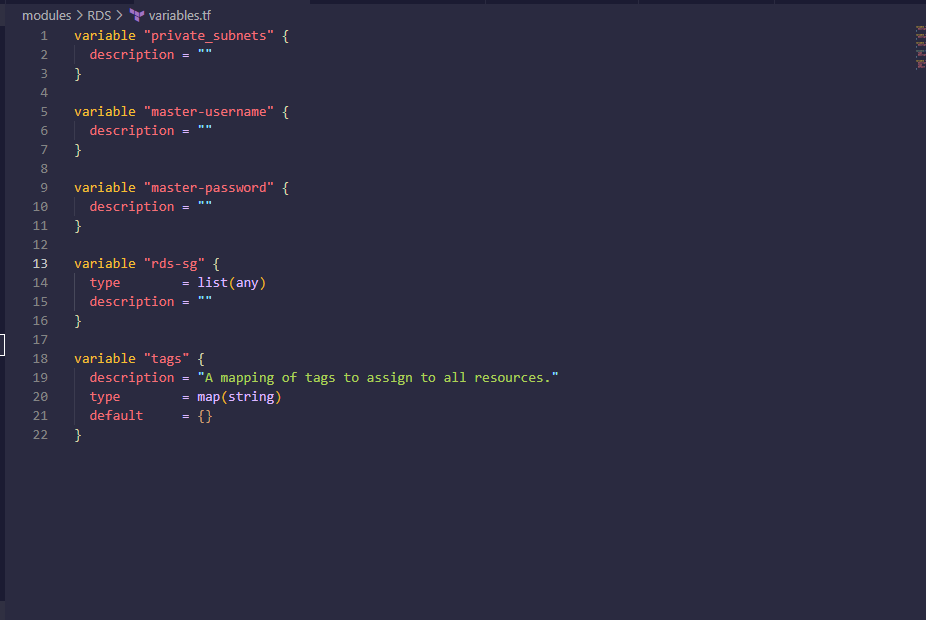 modules > RDS > variables.tf
1 variable "private_subnets" {
2   description = ""
3 }
4
5 variable "master-username" {
6   description = ""
7 }
8
9 variable "master-password" {
10   description = ""
11 }
12
13 variable "rds-sg" {
14   type        = list(any)
15   description = ""
16 }
17
18 variable "tags" {
19   description = "A mapping of tags to assign to all resources."
20   type        = map(string)
21   default     = {}
22 }